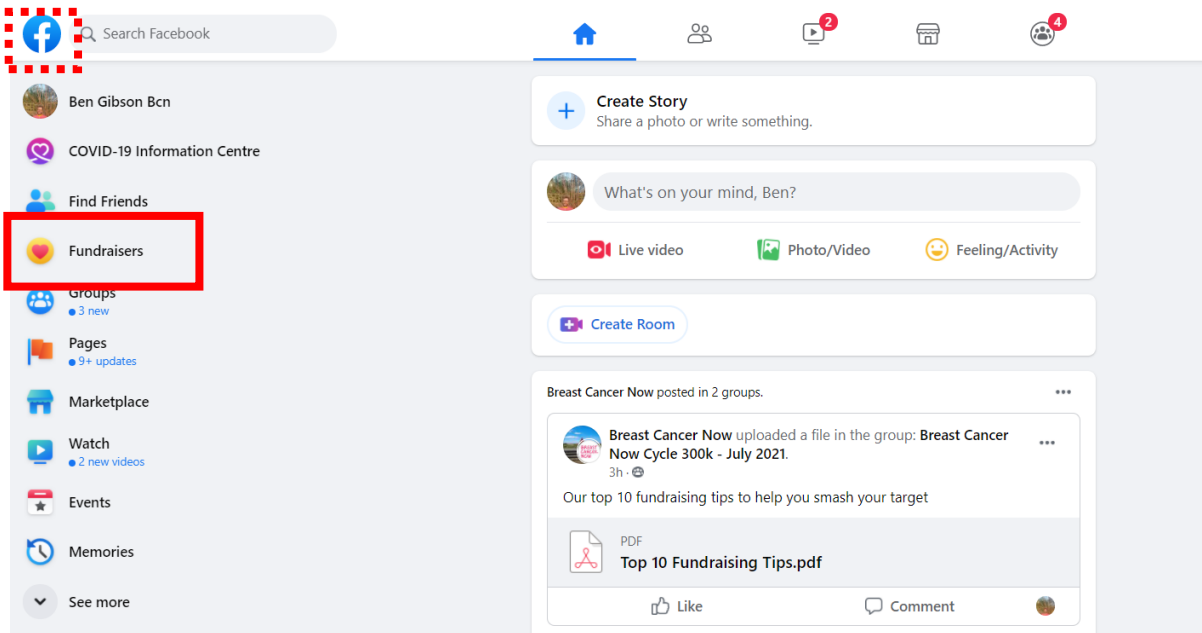 Search Facebook
2
4
Ben Gibson Bcn
COVID-19 Information Centre
Find Friends
Fundraisers
Groups
3 new
Pages
9+ updates
Marketplace
Watch
2 new videos
Events
Memories
See more
Create Story
Share a photo or write something.
What's on your mind, Ben?
Live video
Photo/Video
Feeling/Activity
Create Room
Breast Cancer Now posted in 2 groups.
Breast Cancer Now uploaded a file in the group: Breast Cancer
Now Cycle 300k - July 2021.
3h ·
Our top 10 fundraising tips to help you smash your target
PDF
Top 10 Fundraising Tips.pdf
Like
Comment